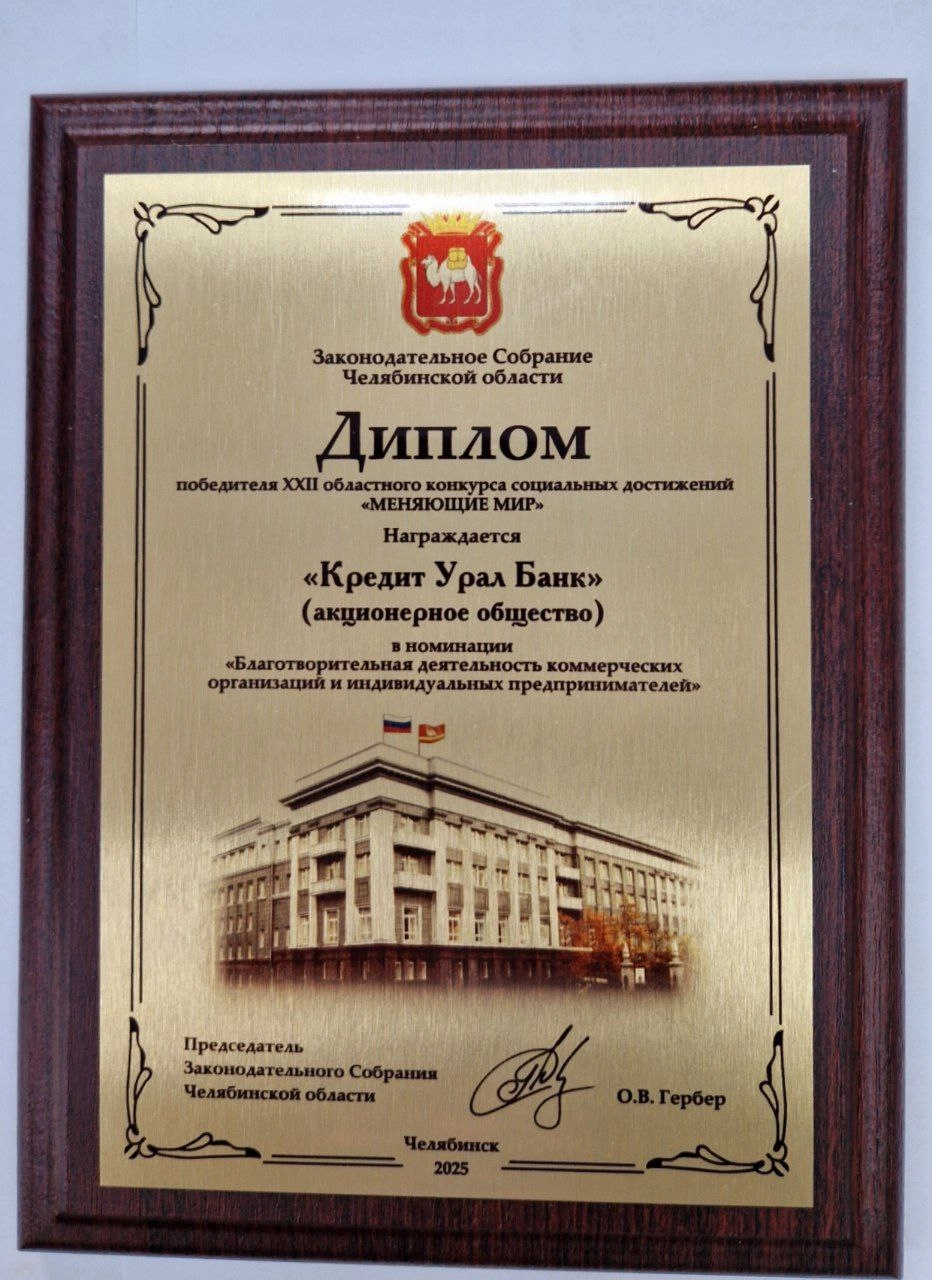 Законодательное Собрание
Челябинской области
Диплом
победителя XXII областного конкурса социальных достижений
«МЕНЯЮЩИЕ МИР»
Награждается
«Кредит Урал Банк»
(акционерное общество)
в номинации
«Благотворительная деятельность коммерческих
организаций и индивидуальных предпринимателей»
Председатель
Законодательного Собрания
Челябинской области
О.В. Гербер
Челябинск
2025